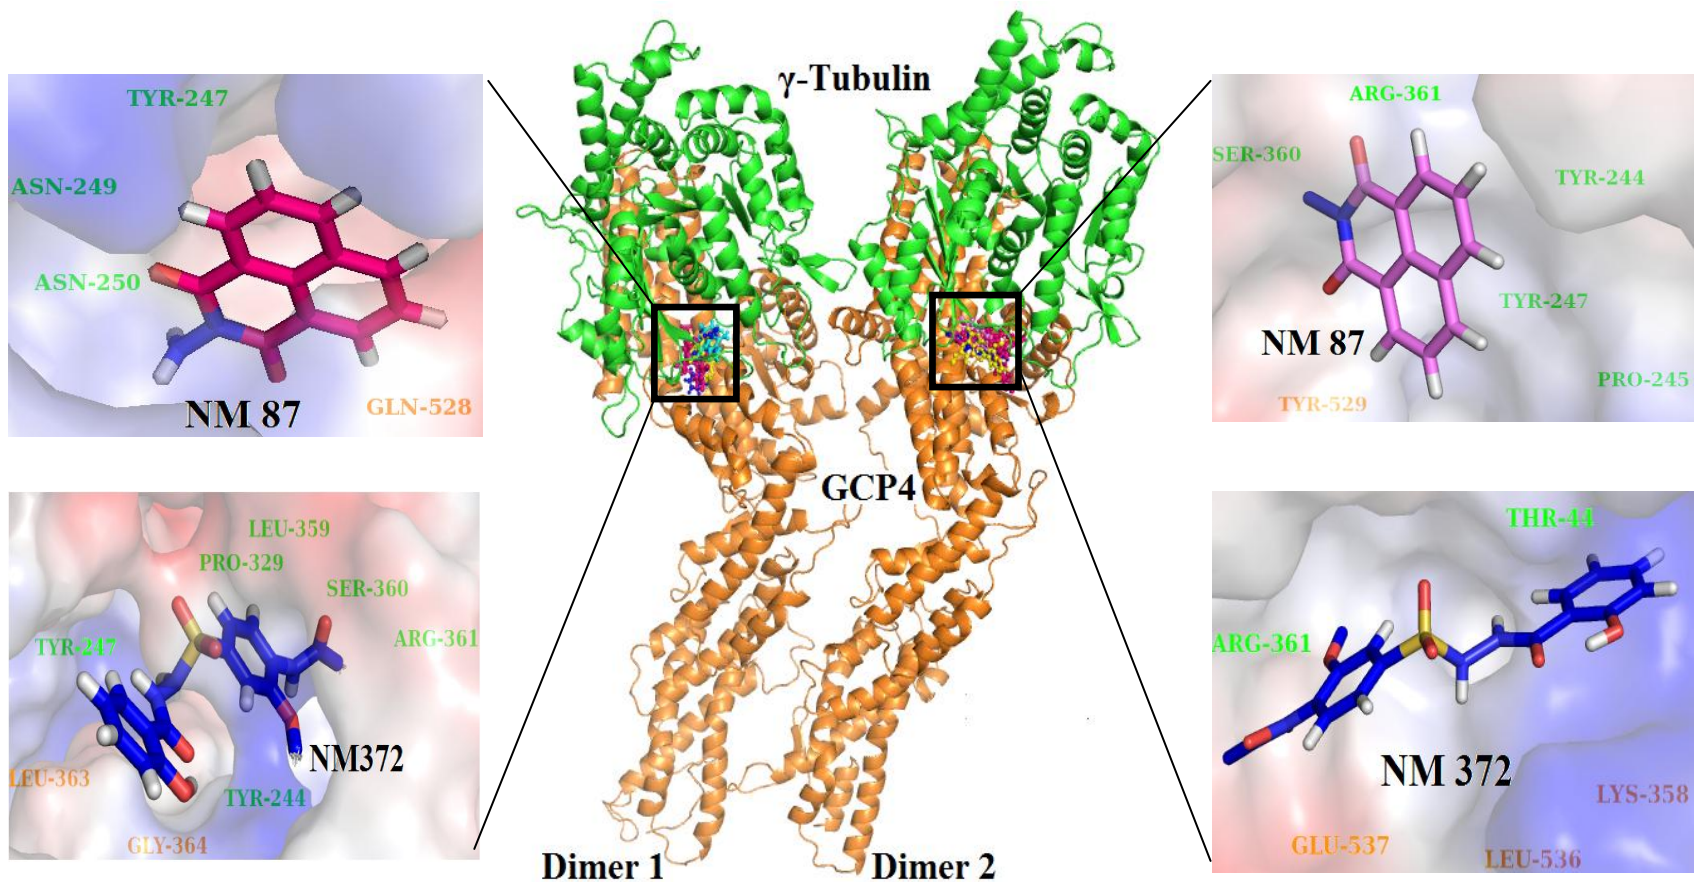 γ-Tubulin
TYR-247
ASN-249
ASN-250
NM 87
GLN-528
ARG-361
SER-360
TYR-244
TYR-247
NM 87
PRO-245
TYR-529
GCP4
LEU-359
PRO-329
SER-360
ARG-361
TYR-247
NM372
LEU-363
TYR-244
GLY-364
THR-44
ARG-361
NM 372
LYS-358
GLU-537
LEU-536
Dimer 1
Dimer 2